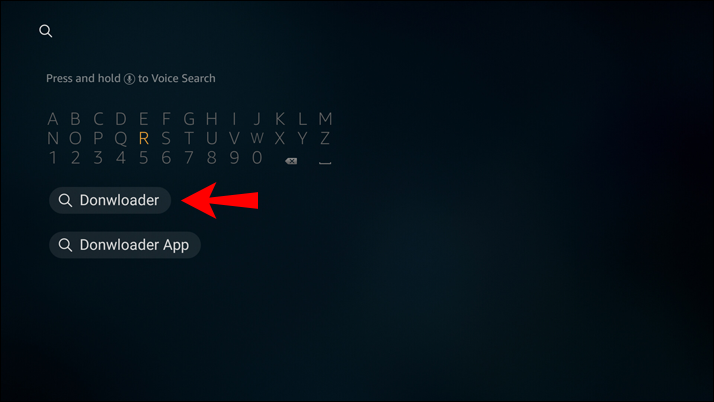 Press and hold to Voice Search
A B C D E F G H I J K L M
N O P Q R S T U V W X Y Z
1 2 3 4 5 6 7 8 9 0
Donwloader
Donwloader App